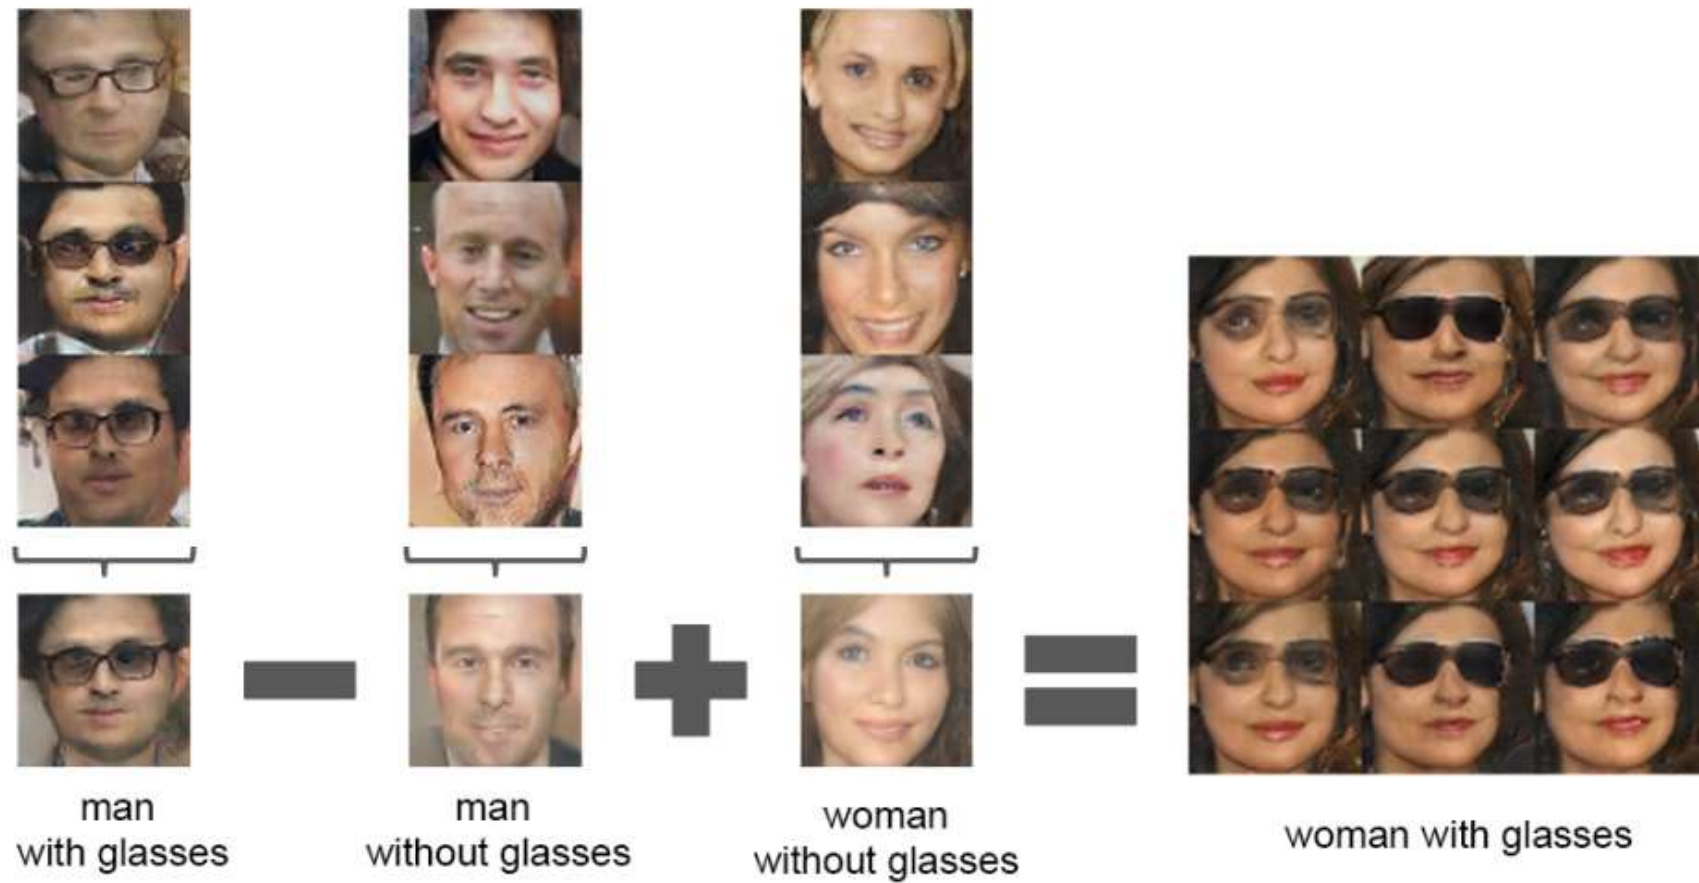 man
with glasses
man
without glasses
woman
without glasses
woman with glasses